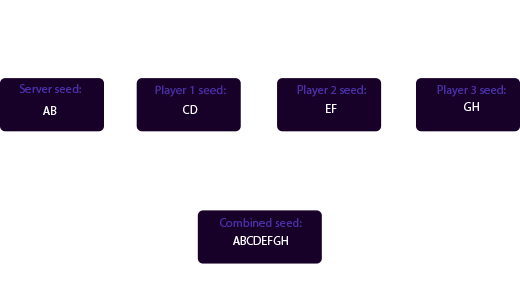 Server seed:
AB
Player 1 seed:
CD
Player 2 seed:
EF
Player 3 seed:
GH
Combined seed:
ABCDEFGH